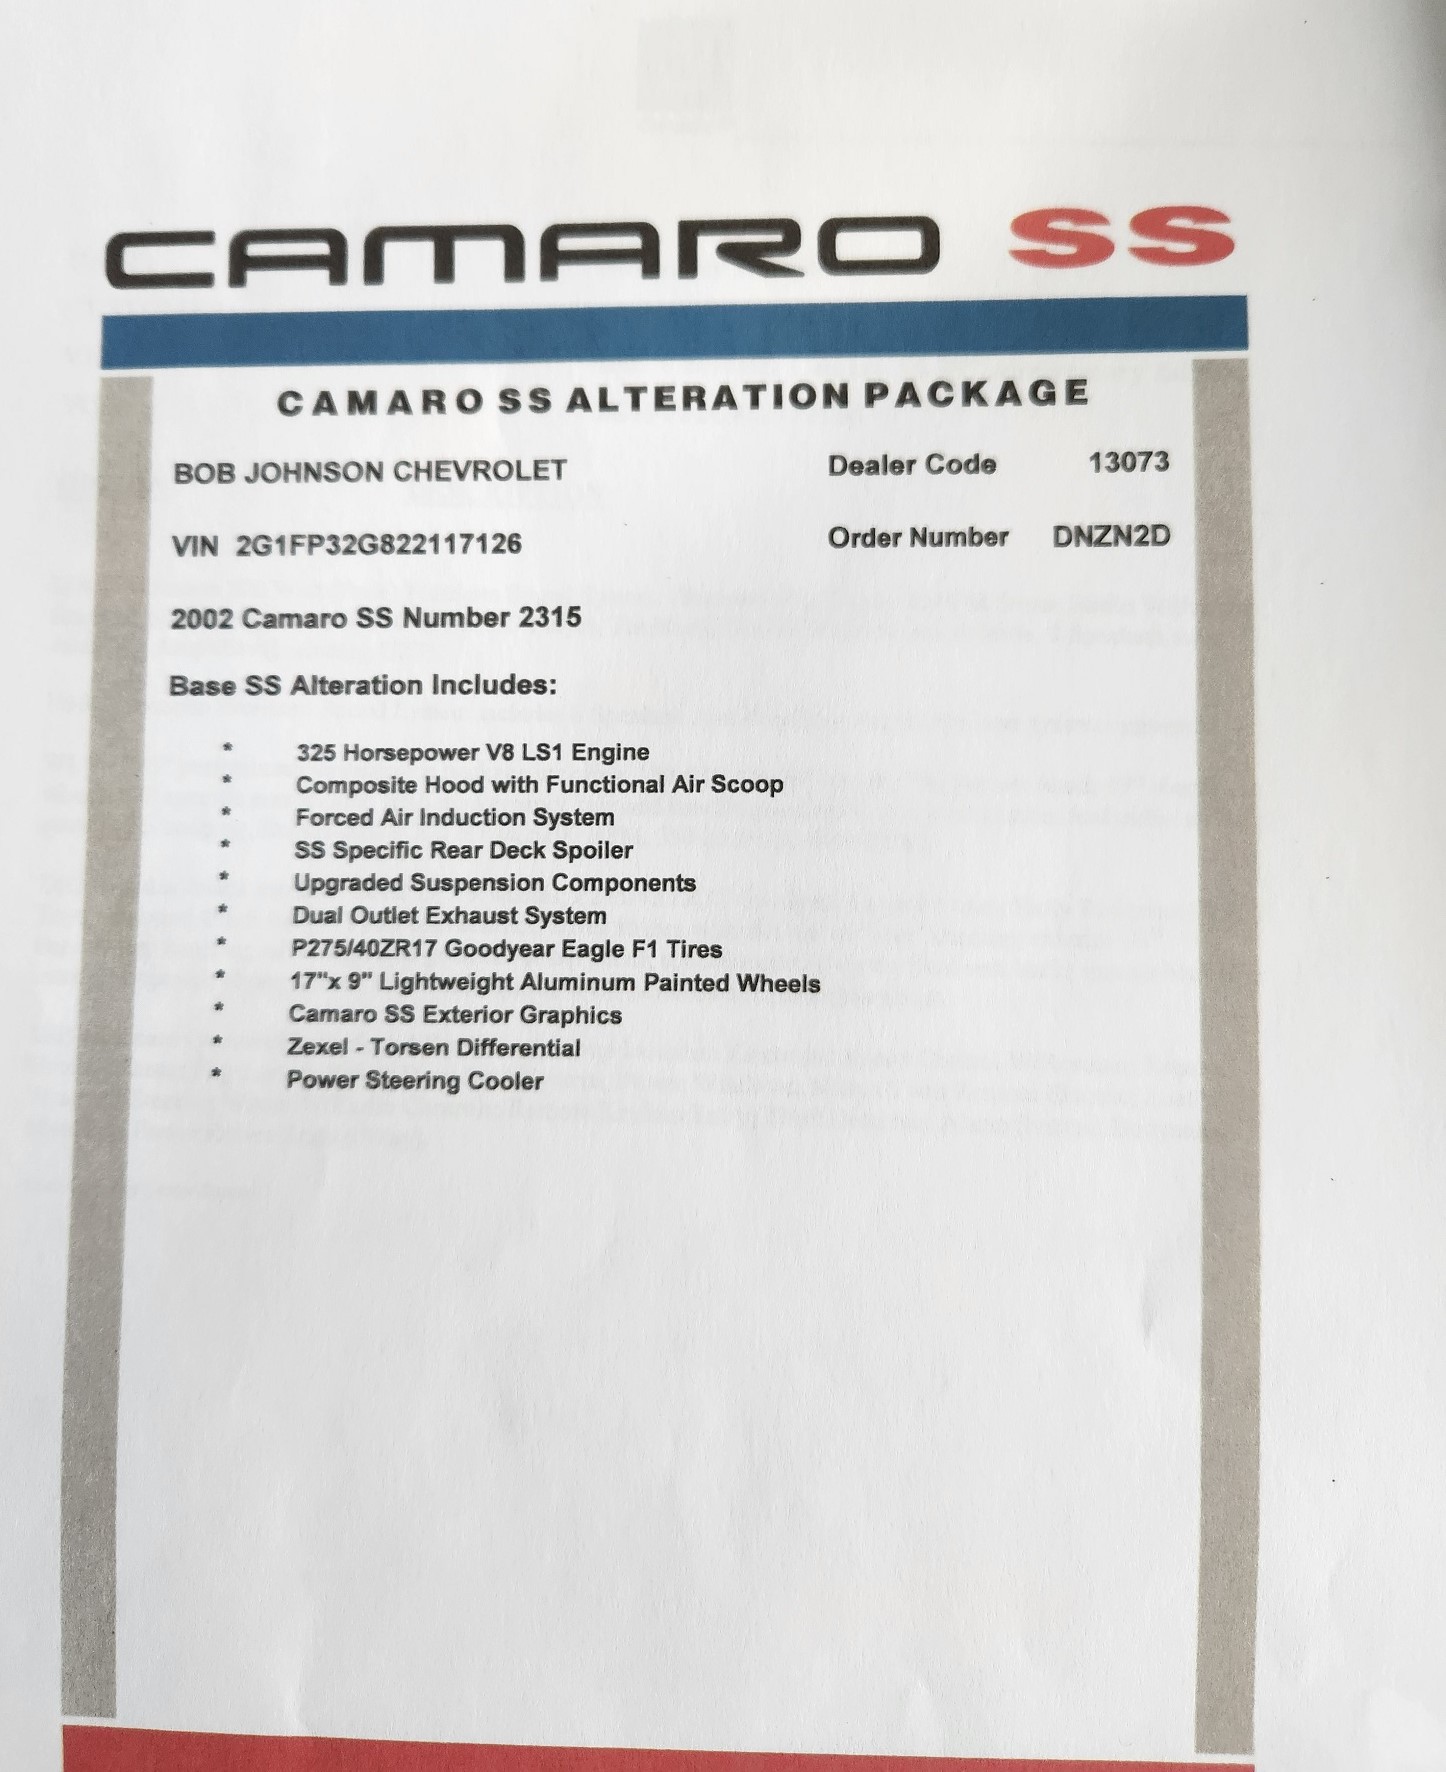 CAMARO SS
CAMARO SS ALTERATION PACKAGE
BOB JOHNSON CHEVROLET Dealer Code 13073
VIN 2G1FP32G822117126 Order Number DNZN2D
2002 Camaro SS Number 2315
Base SS Alteration Includes:
* 325 Horsepower V8 LS1 Engine
* Composite Hood with Functional Air Scoop
* Forced Air Induction System
* SS Specific Rear Deck Spoiler
* Upgraded Suspension Components
* Dual Outlet Exhaust System
* P275/40ZR17 Goodyear Eagle F1 Tires
* 17"x 9" Lightweight Aluminum Painted Wheels
* Camaro SS Exterior Graphics
* Zexel - Torsen Differential
* Power Steering Cooler